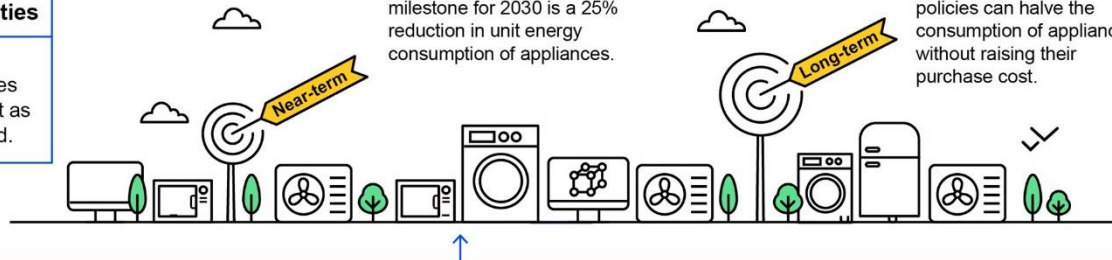 ties
es
t as
d.
milestone for 2030 is a 25%
reduction in unit energy
consumption of appliances.
Near-term
policies can halve the
consumption of applianc
without raising their
purchase cost.
Long-term